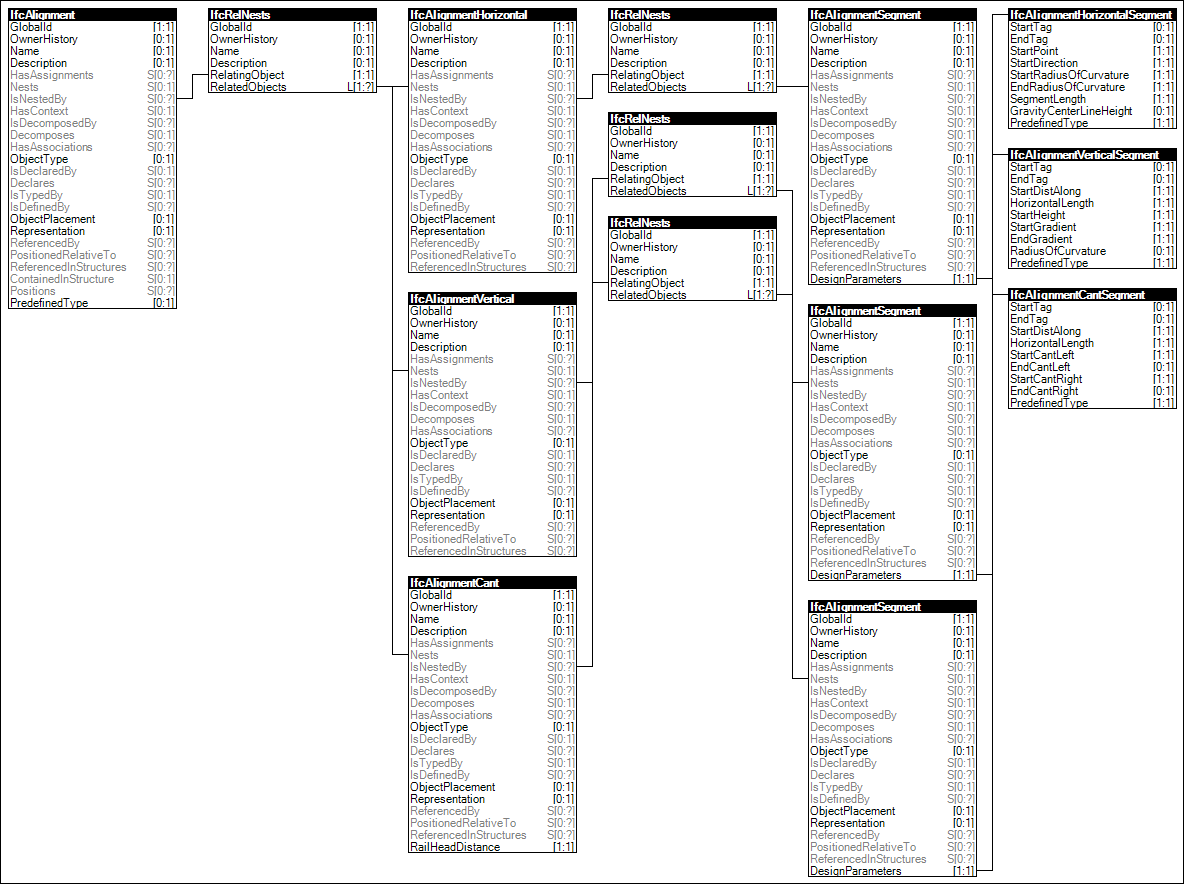 IfcAlignment
GlobalId [1:1]
OwnerHistory [0:1]
Name [0:1]
Description [0:1]
HasAssignments S[0:?]
Nests S[0:1]
IsNestedBy S[0:?]
HasContext S[0:1]
IsDecomposedBy S[0:?]
Decomposes S[0:1]
HasAssociations S[0:?]
ObjectType [0:1]
IsDeclaredBy S[0:1]
Declares S[0:?]
IsTypedBy S[0:1]
IsDefinedBy S[0:?]
ObjectPlacement [0:1]
Representation [0:1]
ReferencedBy S[0:?]
PositionedRelativeTo S[0:?]
ReferencedInStructures S[0:?]
ContainedInStructure S[0:1]
Positions S[0:?]
PredefinedType [0:1]
IfcRelNests
GlobalId [1:1]
OwnerHistory [0:1]
Name [0:1]
Description [0:1]
RelatingObject [1:1]
RelatedObjects L[1:?]
IfcAlignmentHorizontal
GlobalId [1:1]
OwnerHistory [0:1]
Name [0:1]
Description [0:1]
HasAssignments S[0:?]
Nests S[0:1]
IsNestedBy S[0:?]
HasContext S[0:1]
IsDecomposedBy S[0:?]
Decomposes S[0:1]
HasAssociations S[0:?]
ObjectType [0:1]
IsDeclaredBy S[0:1]
Declares S[0:?]
IsTypedBy S[0:1]
IsDefinedBy S[0:?]
ObjectPlacement [0:1]
Representation [0:1]
ReferencedBy S[0:?]
PositionedRelativeTo S[0:?]
ReferencedInStructures S[0:?]
IfcAlignmentVertical
GlobalId [1:1]
OwnerHistory [0:1]
Name [0:1]
Description [0:1]
HasAssignments S[0:?]
Nests S[0:1]
IsNestedBy S[0:?]
HasContext S[0:1]
IsDecomposedBy S[0:?]
Decomposes S[0:1]
HasAssociations S[0:?]
ObjectType [0:1]
IsDeclaredBy S[0:1]
Declares S[0:?]
IsTypedBy S[0:1]
IsDefinedBy S[0:?]
ObjectPlacement [0:1]
Representation [0:1]
ReferencedBy S[0:?]
PositionedRelativeTo S[0:?]
ReferencedInStructures S[0:?]
IfcAlignmentCant
GlobalId [1:1]
OwnerHistory [0:1]
Name [0:1]
Description [0:1]
HasAssignments S[0:?]
Nests S[0:1]
IsNestedBy S[0:?]
HasContext S[0:1]
IsDecomposedBy S[0:?]
Decomposes S[0:1]
HasAssociations S[0:?]
ObjectType [0:1]
IsDeclaredBy S[0:1]
Declares S[0:?]
IsTypedBy S[0:1]
IsDefinedBy S[0:?]
ObjectPlacement [0:1]
Representation [0:1]
ReferencedBy S[0:?]
PositionedRelativeTo S[0:?]
ReferencedInStructures S[0:?]
RailHeadDistance [1:1]
IfcRelNests
GlobalId [1:1]
OwnerHistory [0:1]
Name [0:1]
Description [0:1]
RelatingObject [1:1]
RelatedObjects L[1:?]
IfcRelNests
GlobalId [1:1]
OwnerHistory [0:1]
Name [0:1]
Description [0:1]
RelatingObject [1:1]
RelatedObjects L[1:?]
IfcRelNests
GlobalId [1:1]
OwnerHistory [0:1]
Name [0:1]
Description [0:1]
RelatingObject [1:1]
RelatedObjects L[1:?]
IfcAlignmentSegment
GlobalId [1:1]
OwnerHistory [0:1]
Name [0:1]
Description [0:1]
HasAssignments S[0:?]
Nests S[0:1]
IsNestedBy S[0:?]
HasContext S[0:1]
IsDecomposedBy S[0:?]
Decomposes S[0:1]
HasAssociations S[0:?]
ObjectType [0:1]
IsDeclaredBy S[0:1]
Declares S[0:?]
IsTypedBy S[0:1]
IsDefinedBy S[0:?]
ObjectPlacement [0:1]
Representation [0:1]
ReferencedBy S[0:?]
PositionedRelativeTo S[0:?]
ReferencedInStructures S[0:?]
DesignParameters [1:1]
IfcAlignmentSegment
GlobalId [1:1]
OwnerHistory [0:1]
Name [0:1]
Description [0:1]
HasAssignments S[0:?]
Nests S[0:1]
IsNestedBy S[0:?]
HasContext S[0:1]
IsDecomposedBy S[0:?]
Decomposes S[0:1]
HasAssociations S[0:?]
ObjectType [0:1]
IsDeclaredBy S[0:1]
Declares S[0:?]
IsTypedBy S[0:1]
IsDefinedBy S[0:?]
ObjectPlacement [0:1]
Representation [0:1]
ReferencedBy S[0:?]
PositionedRelativeTo S[0:?]
ReferencedInStructures S[0:?]
DesignParameters [1:1]
IfcAlignmentSegment
GlobalId [1:1]
OwnerHistory [0:1]
Name [0:1]
Description [0:1]
HasAssignments S[0:?]
Nests S[0:1]
IsNestedBy S[0:?]
HasContext S[0:1]
IsDecomposedBy S[0:?]
Decomposes S[0:1]
HasAssociations S[0:?]
ObjectType [0:1]
IsDeclaredBy S[0:1]
Declares S[0:?]
IsTypedBy S[0:1]
IsDefinedBy S[0:?]
ObjectPlacement [0:1]
Representation [0:1]
ReferencedBy S[0:?]
PositionedRelativeTo S[0:?]
ReferencedInStructures S[0:?]
DesignParameters [1:1]
IfcAlignmentHorizontalSegment
StartTag [0:1]
EndTag [0:1]
StartPoint [1:1]
StartDirection [1:1]
StartRadiusOfCurvature [1:1]
EndRadiusOfCurvature [1:1]
SegmentLength [1:1]
GravityCenterLineHeight [0:1]
PredefinedType [1:1]
IfcAlignmentVerticalSegment
StartTag [0:1]
EndTag [0:1]
StartDistAlong [1:1]
HorizontalLength [1:1]
StartHeight [1:1]
StartGradient [1:1]
EndGradient [1:1]
RadiusOfCurvature [0:1]
PredefinedType [1:1]
IfcAlignmentCantSegment
StartTag [0:1]
EndTag [0:1]
StartDistAlong [1:1]
HorizontalLength [1:1]
StartCantLeft [1:1]
EndCantLeft [0:1]
StartCantRight [1:1]
EndCantRight [0:1]
PredefinedType [1:1]